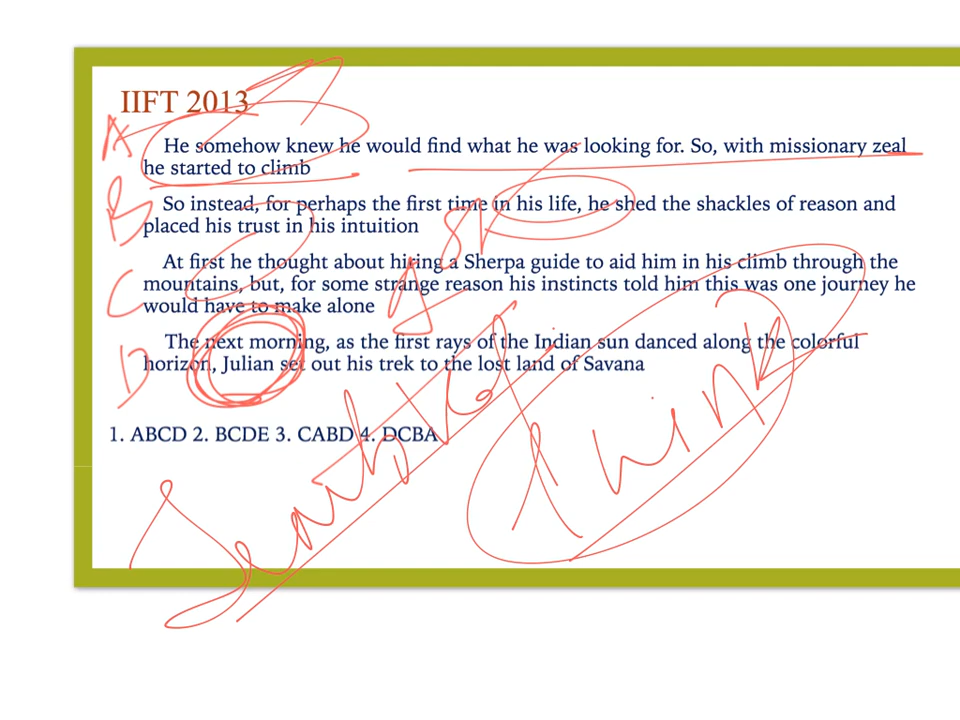 IIFT 2013
A He somehow knew he would find what he was looking for. So, with missionary zeal
he started to climb
B So instead, for perhaps the first time in his life, he shed the shackles of reason and
placed his trust in his intuition
C At first he thought about hiring a Sherpa guide to aid him in his climb through the
mountains, but, for some strange reason his instincts told him this was one journey he
would have to make alone
D The next morning, as the first rays of the Indian sun danced along the colorful
horizon, Julian set out his trek to the lost land of Savana
1. ABCD 2. BCDE 3. CABD 4. DCBA
think